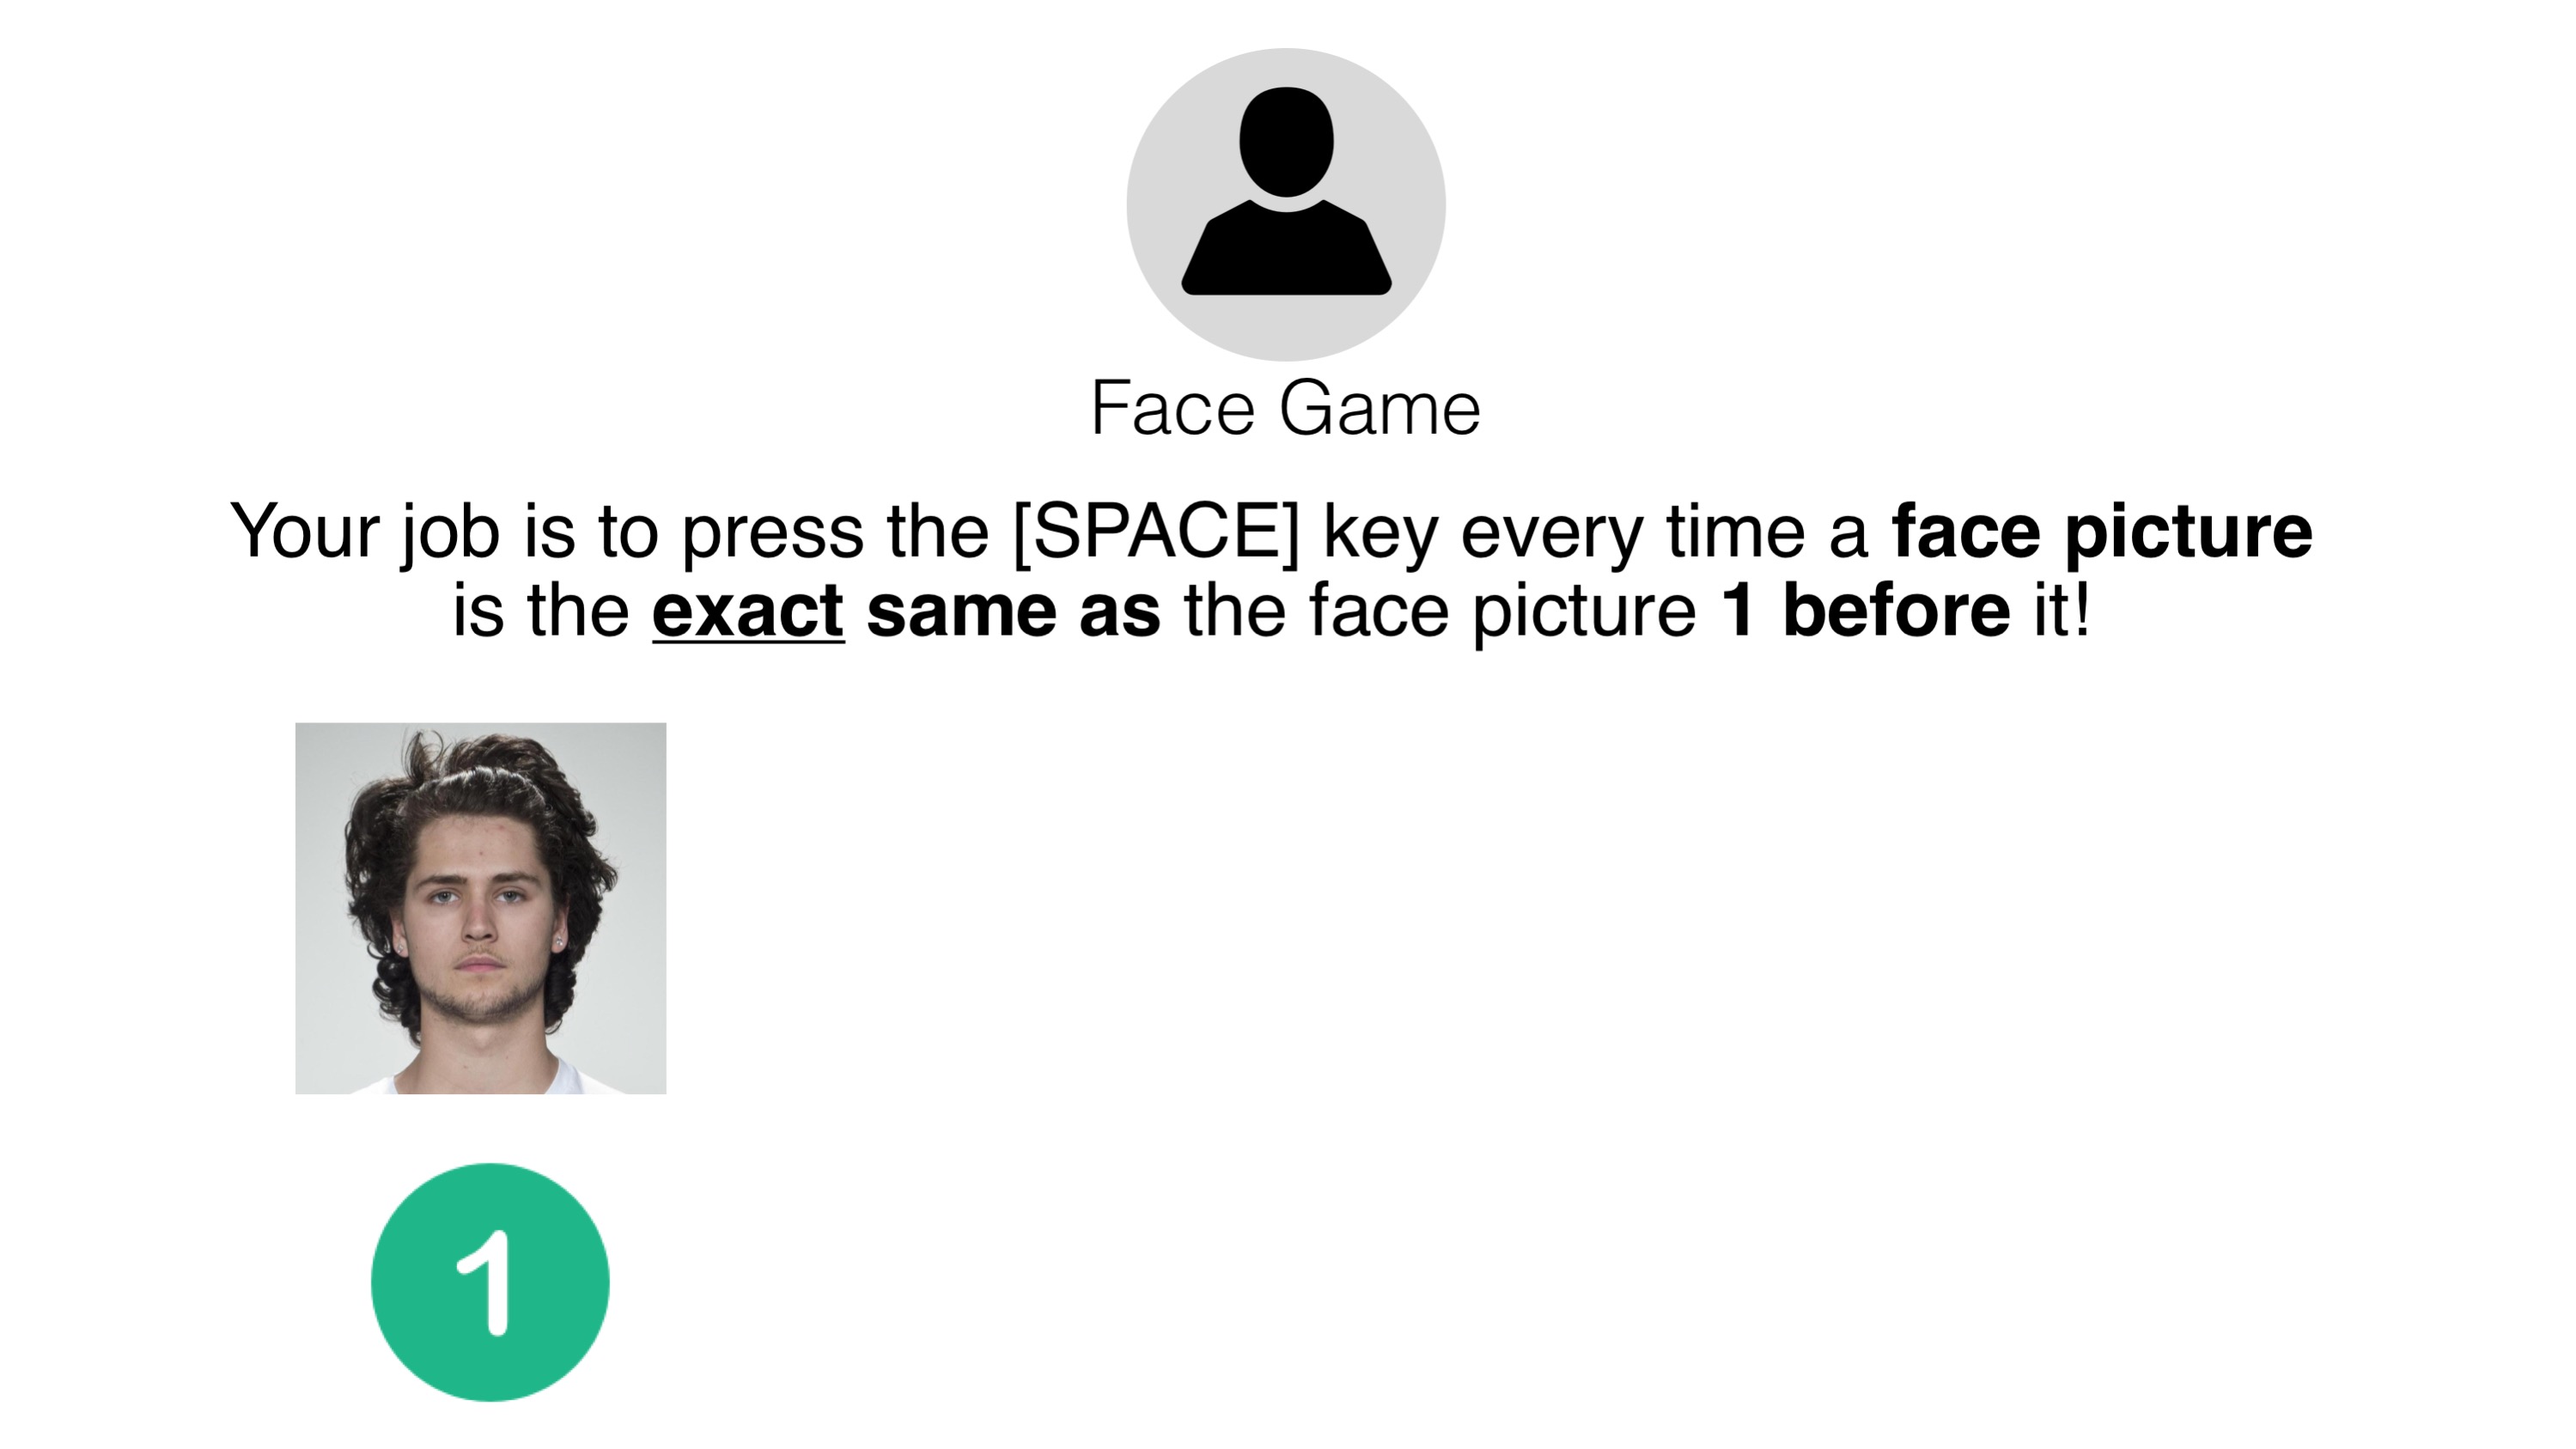 Face Game
Your job is to press the [SPACE] key every time a face picture
is the exact same as the face picture 1 before it!
1